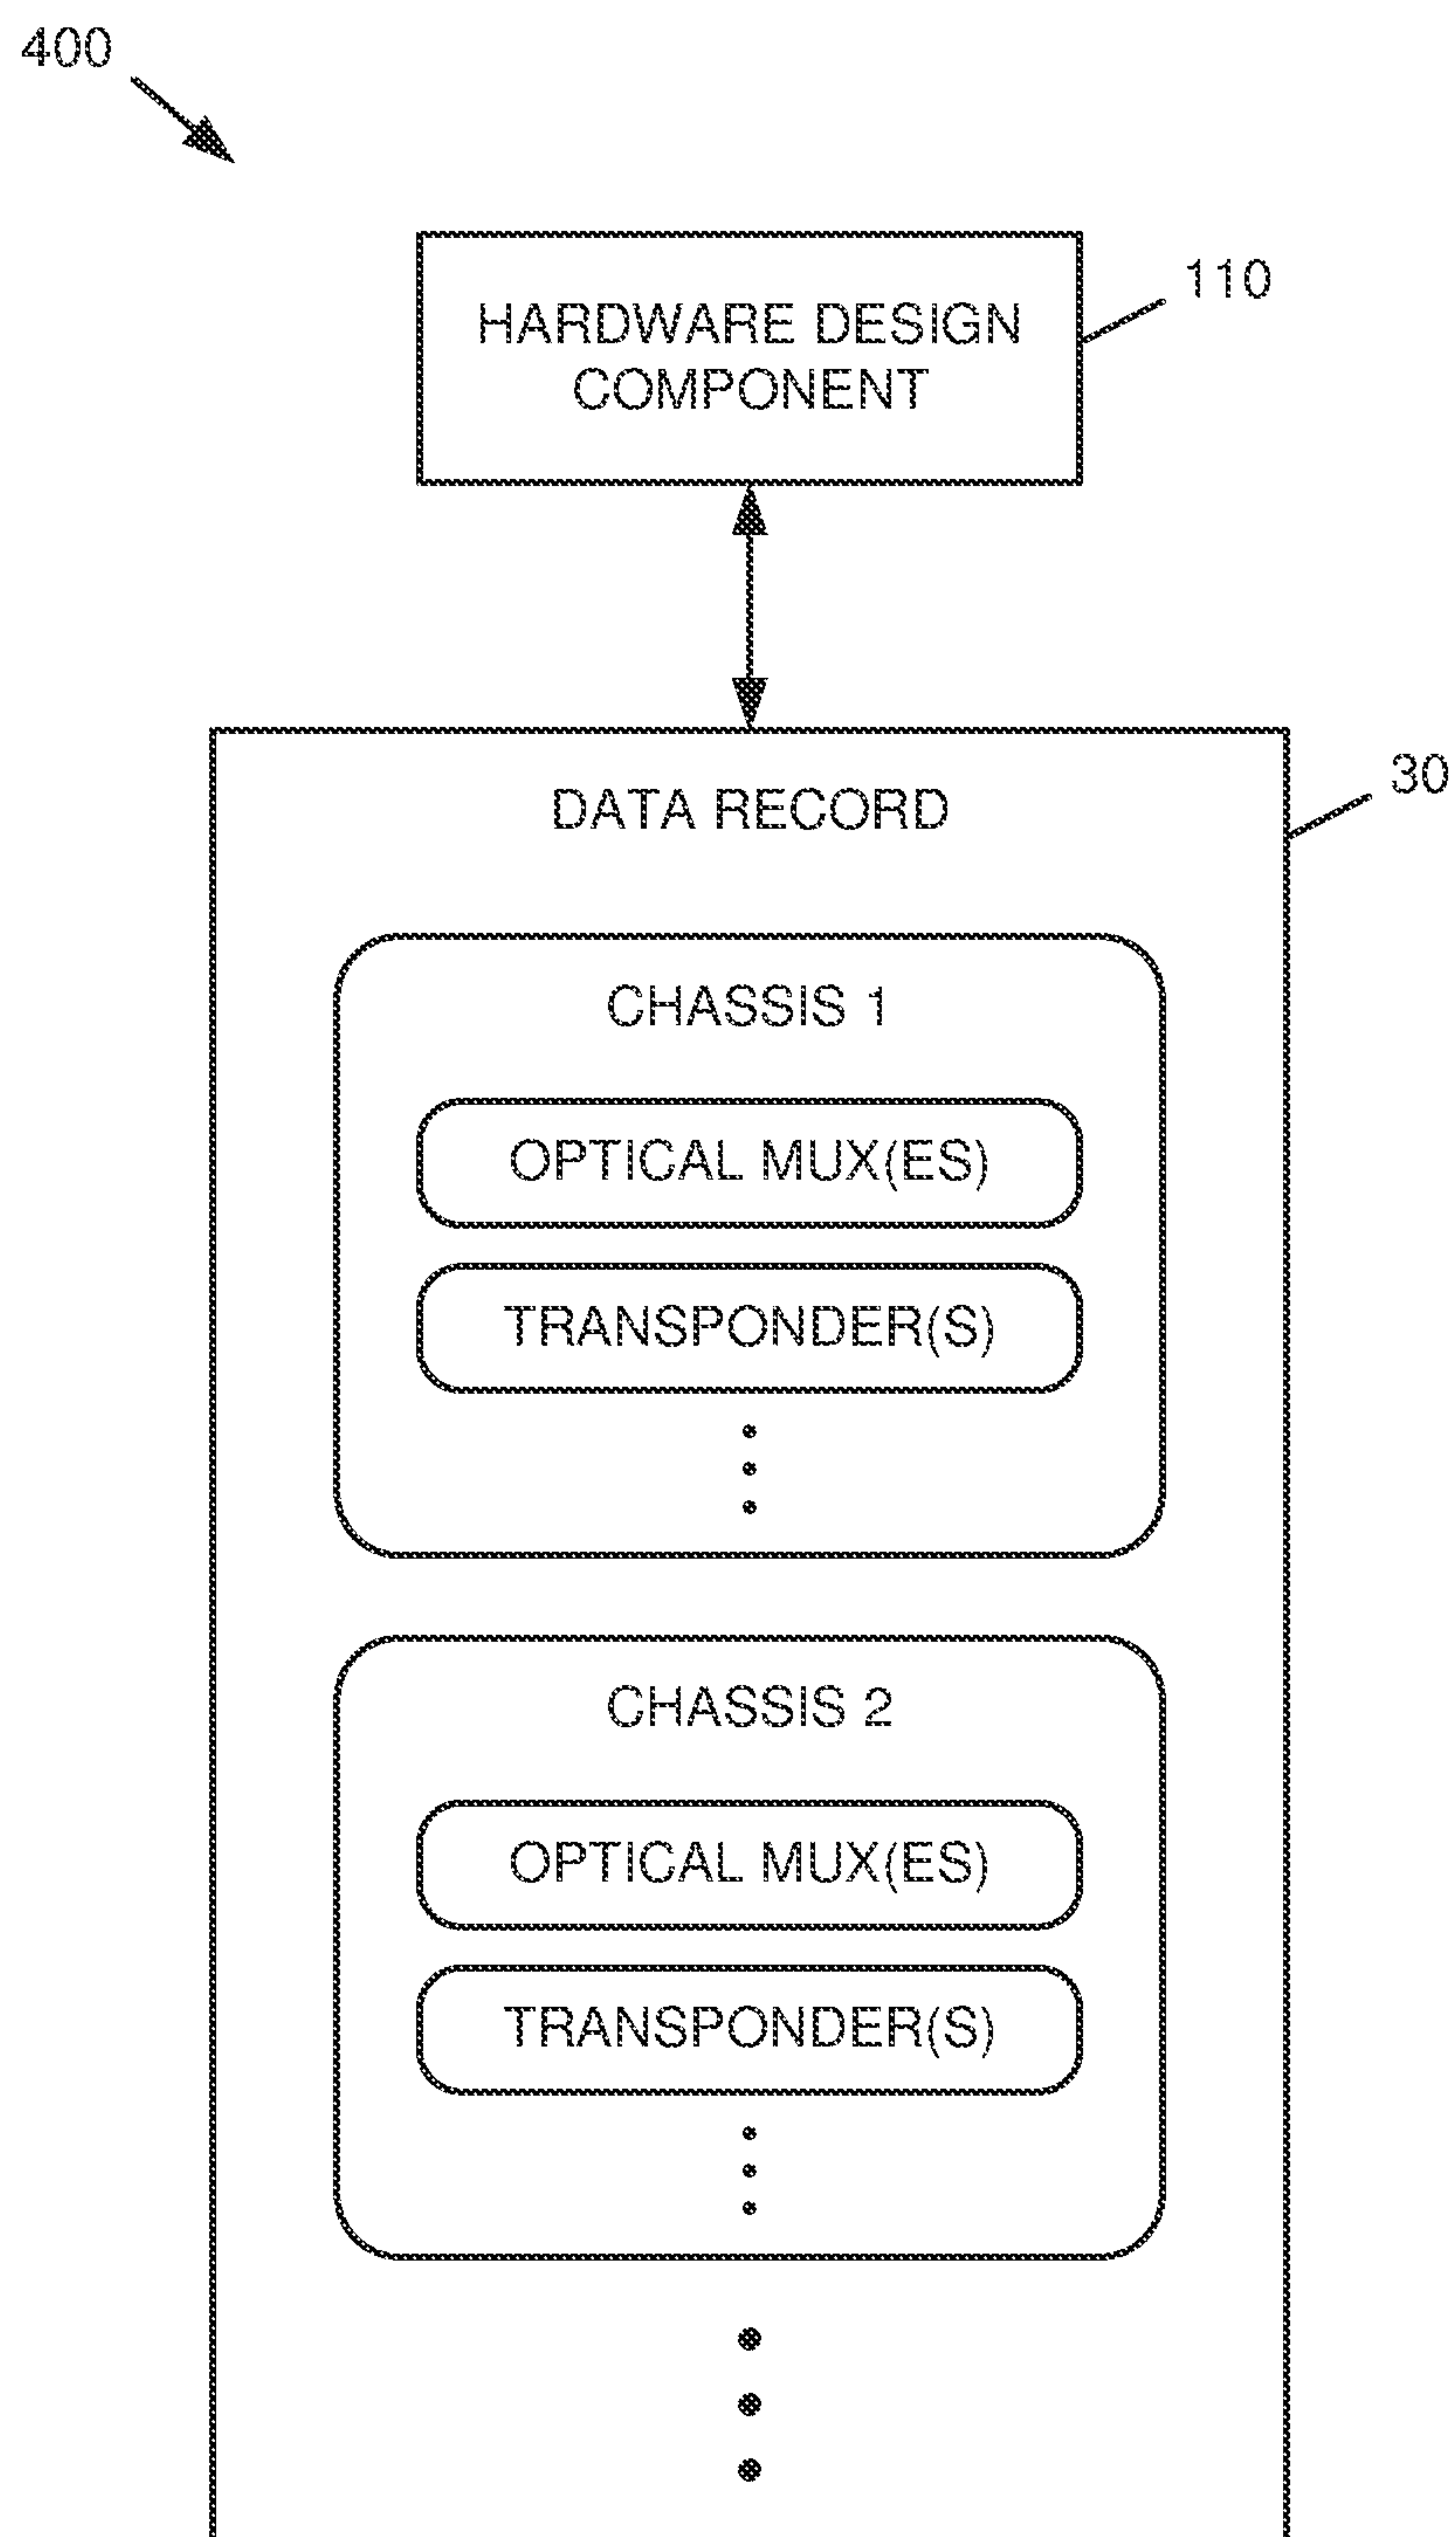 400
110
HARDWARE DESIGN
COMPONENT
30
DATA RECORD
CHASSIS 1
OPTICAL MUX(ES)
TRANSPONDER(S)
CHASSIS 2
OPTICAL MUX(ES)
TRANSPONDER(S)